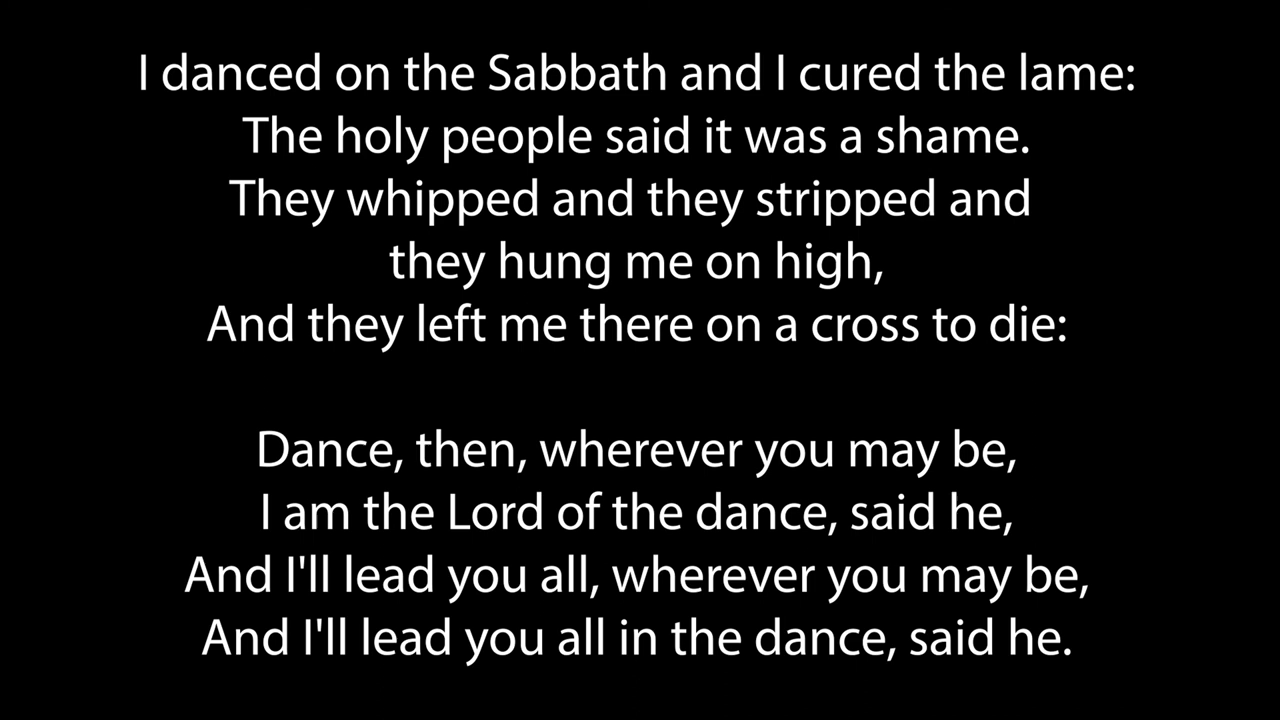 I danced on the Sabbath and I cured the lame:
The holy people said it was a shame.
They whipped and they stripped and
they hung me on high,
And they left me there on a cross to die:
Dance, then, wherever you may be,
I am the Lord of the dance, said he,
And I'll lead you all, wherever you may be,
And I'll lead you all in the dance, said he.